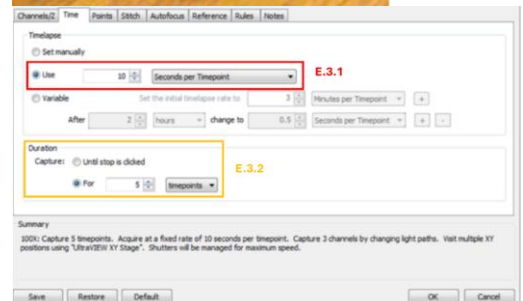 Channels/Z Time Points Stitch Autofocus Reference Rules Notes
Timelapse
Set manually
Use 10 Seconds per Timepoint E.3.1
Variable Set the initial timelapse rate to 3 Minutes per Timepoint +
After 2 hours change to 0.5 Seconds per Timepoint + -
Duration
Capture: Until stop is clicked
E.3.2
For 5 timepoints
Summary
100X: Capture 5 timepoints. Acquire at a fixed rate of 10 seconds per timepoint. Capture 3 channels by changing light paths. Visit multiple XY
positions using "UltraVIEW XY Stage". Shutters will be managed for maximum speed.
Save Restore Default OK Cancel